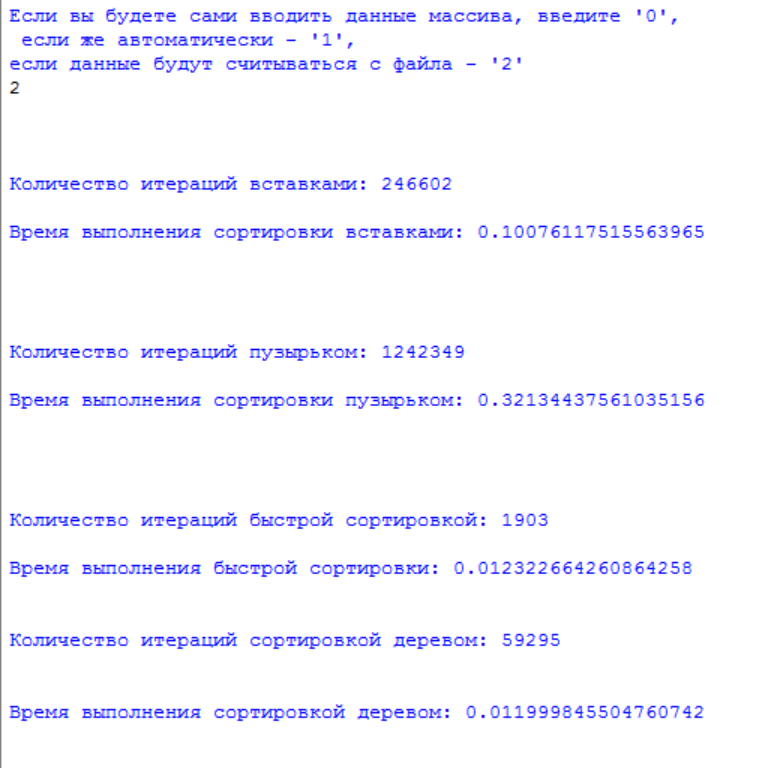 Если вы будете сами вводить данные массива, введите '0',
если же автоматически - '1',
если данные будут считываться с файла - '2'
2
Количество итераций вставками: 246602
Время выполнения сортировки вставками: 0.10076117515563965
Количество итераций пузырьком: 1242349
Время выполнения сортировки пузырьком: 0.32134437561035156
Количество итераций быстрой сортировкой: 1903
Время выполнения быстрой сортировки: 0.012322664260864258
Количество итераций сортировкой деревом: 59295
Время выполнения сортировкой деревом: 0.011999845504760742